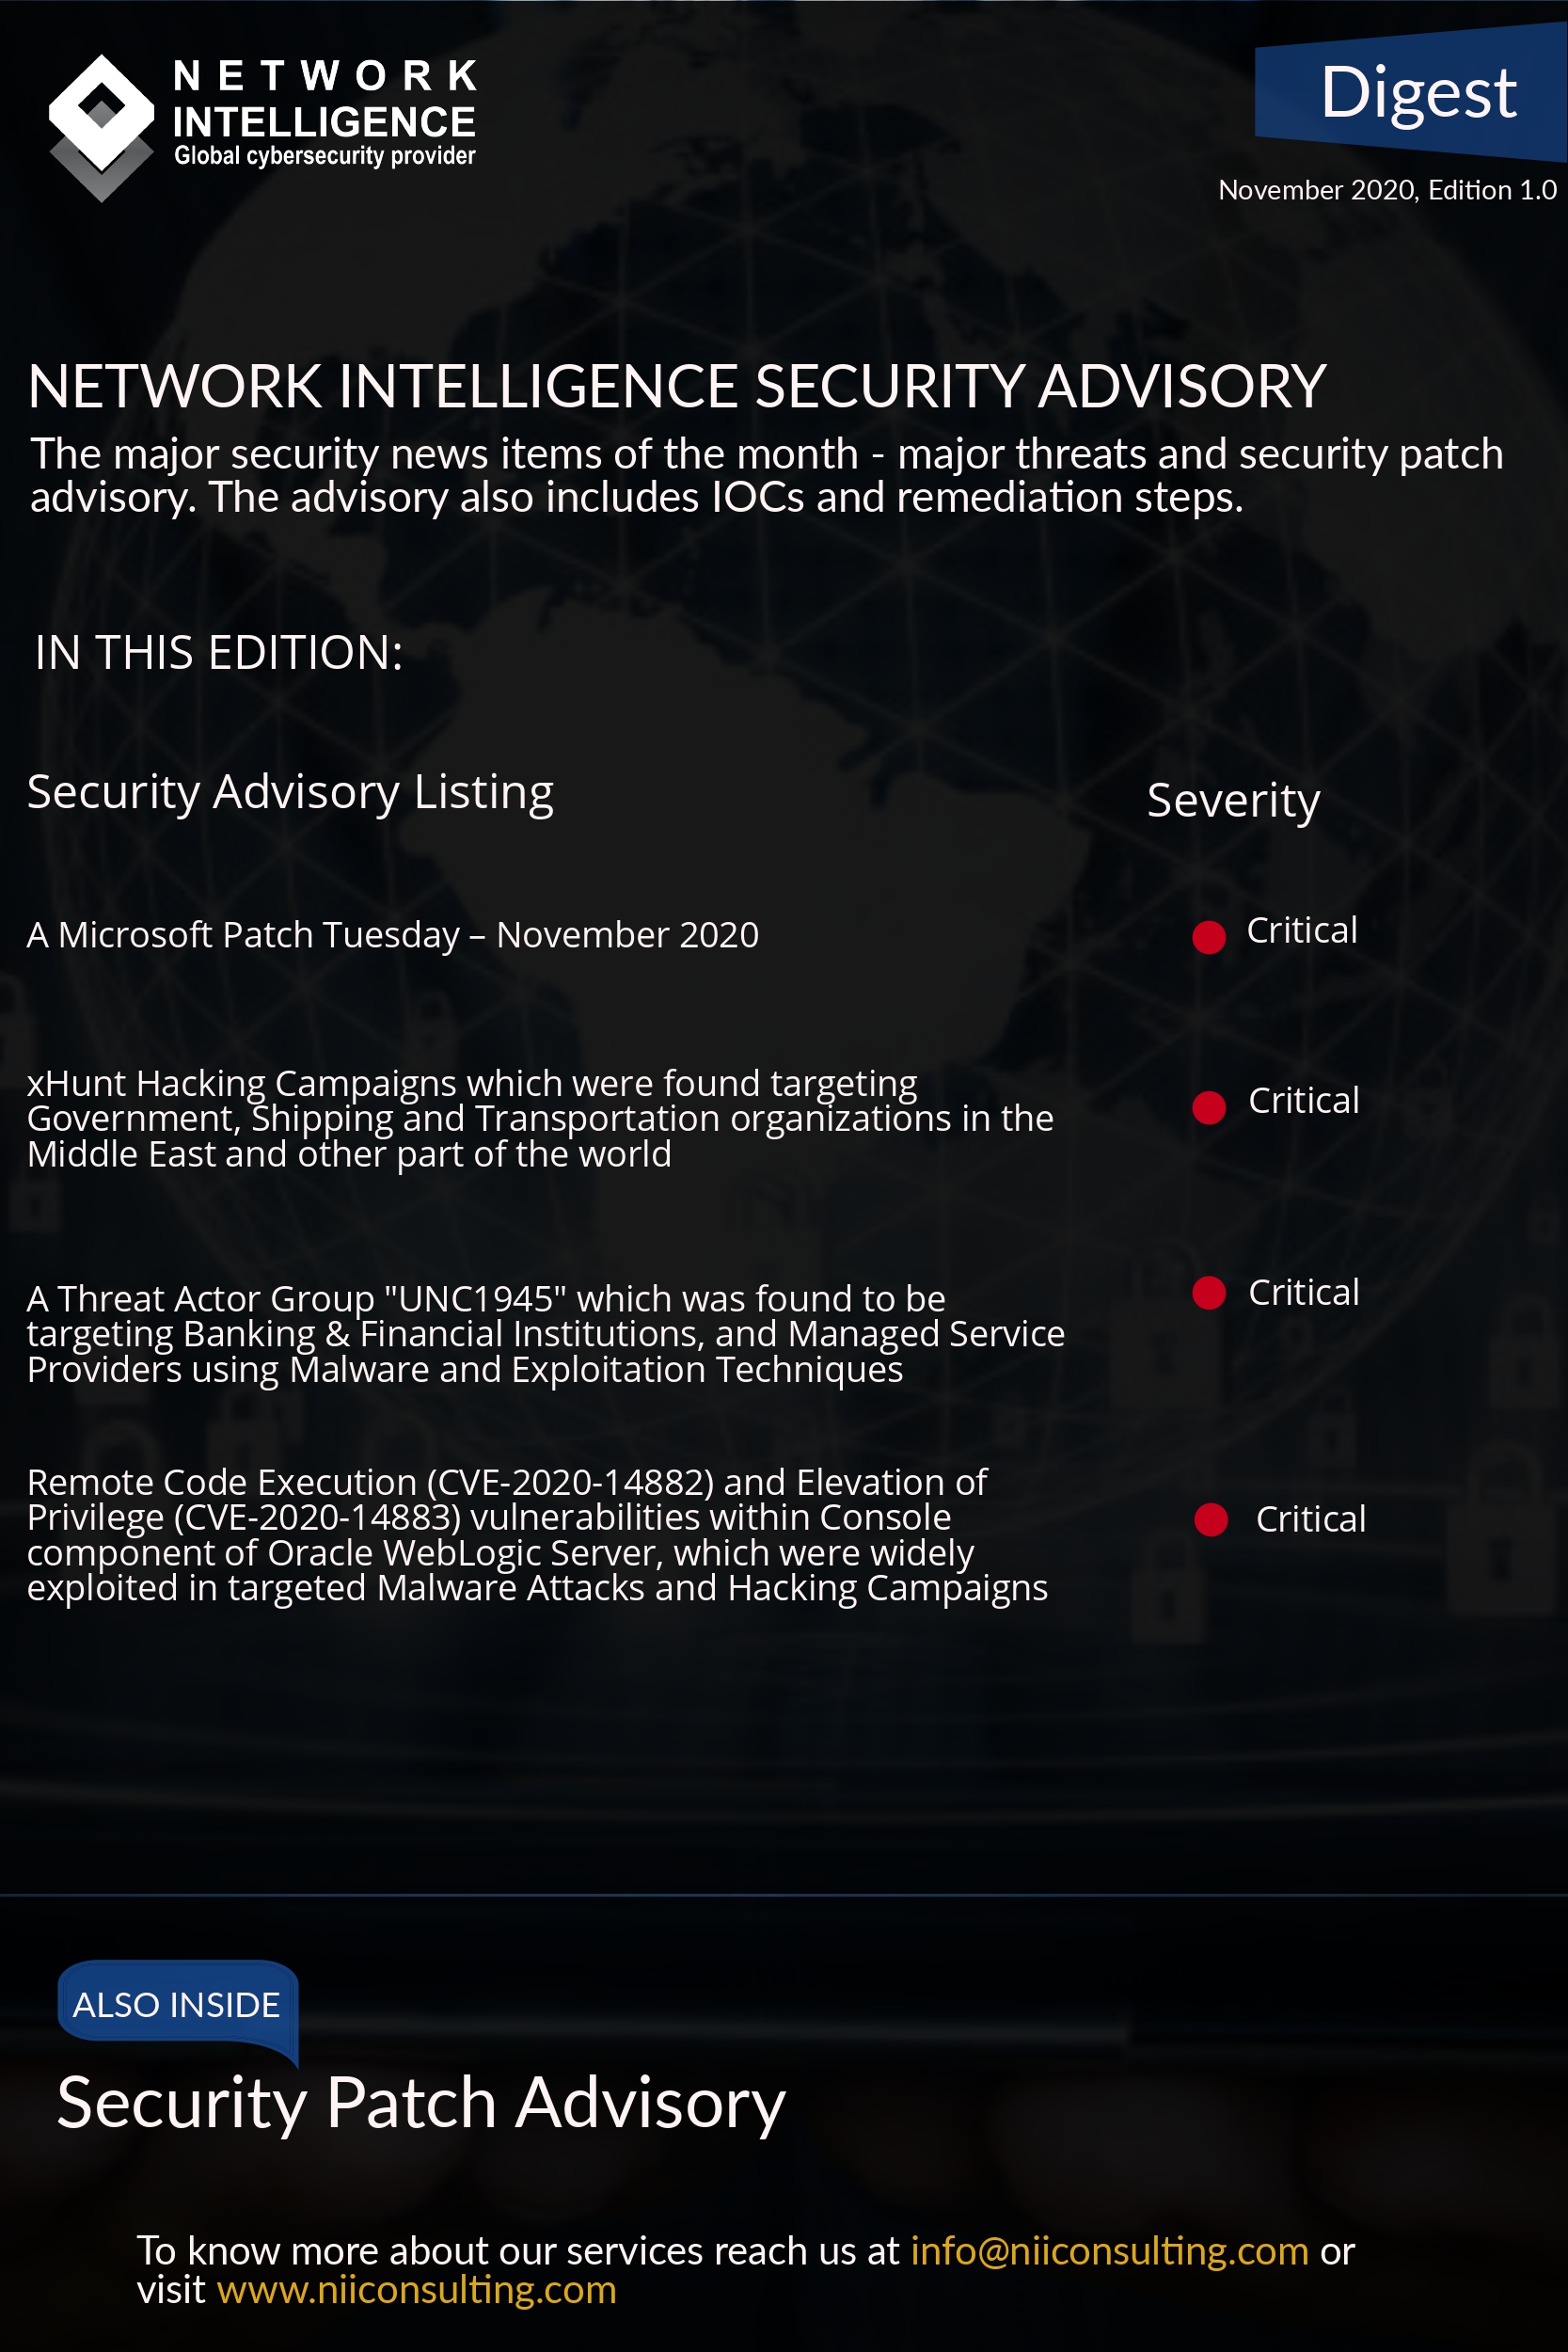 NETWORK
INTELLIGENCE
Global cybersecurity provider
Digest
November 2020, Edition 1.0
NETWORK INTELLIGENCE SECURITY ADVISORY
The major security news items of the month - major threats and security patch
advisory. The advisory also includes IOCs and remediation steps.
IN THIS EDITION:
Security Advisory Listing
Severity
A Microsoft Patch Tuesday – November 2020
Critical
xHunt Hacking Campaigns which were found targeting
Government, Shipping and Transportation organizations in the
Middle East and other part of the world
Critical
A Threat Actor Group "UNC1945" which was found to be
targeting Banking & Financial Institutions, and Managed Service
Providers using Malware and Exploitation Techniques
Critical
Remote Code Execution (CVE-2020-14882) and Elevation of
Privilege (CVE-2020-14883) vulnerabilities within Console
component of Oracle WebLogic Server, which were widely
exploited in targeted Malware Attacks and Hacking Campaigns
Critical
ALSO INSIDE
Security Patch Advisory
To know more about our services reach us at info@niiconsulting.com or
visit www.niiconsulting.com